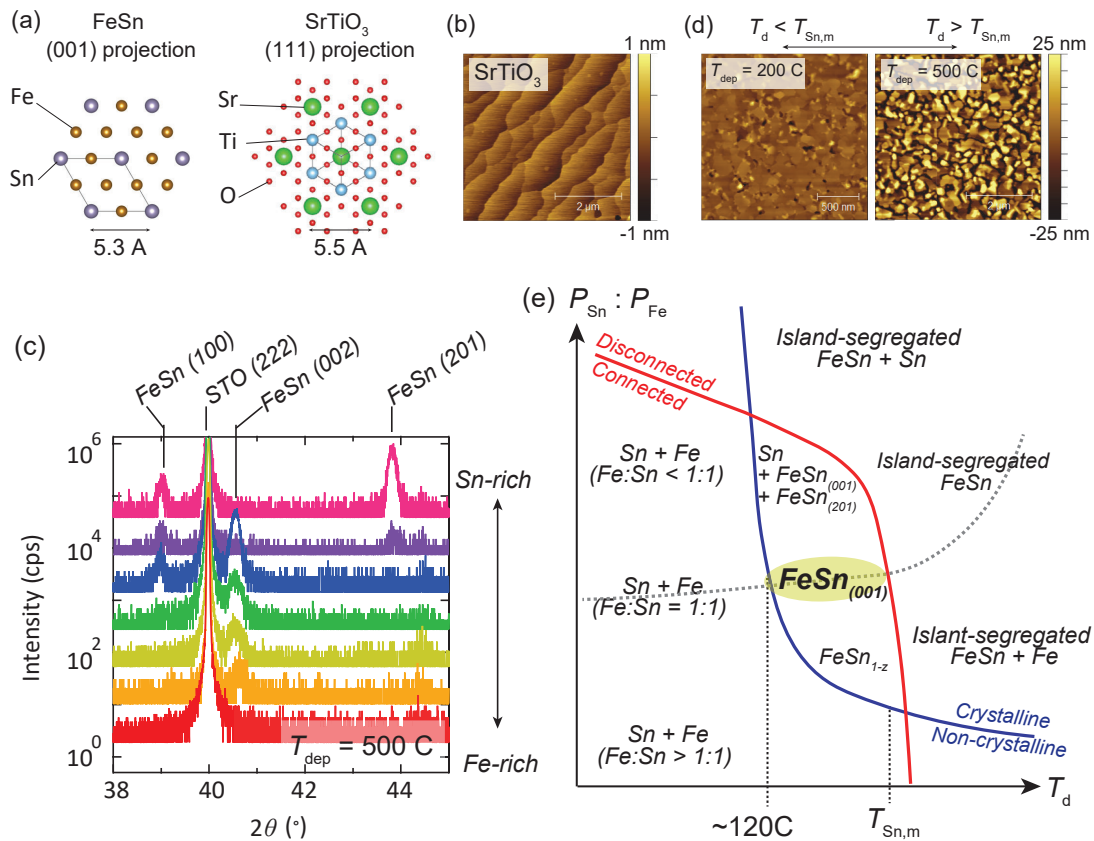 (a)
FeSn
(001) projection
SrTiO3
(111) projection
Fe
Sn
5.3 A
Sr
Ti
O
5.5 A
(b)
1 nm
SrTiO3
2 µm
-1 nm
(d)
Td < TSn,m
Td > TSn,m
Tdep = 200 C
Tdep = 500 C
500 nm
2 µm
25 nm
-25 nm
(c)
FeSn (100)
STO (222)
FeSn (002)
FeSn (201)
10^6
10^4
10^2
10^0
Intensity (cps)
38
40
42
44
2θ (°)
Sn-rich
Fe-rich
Tdep = 500 C
(e)
PSn : PFe
Disconnected
Connected
Island-segregated
FeSn + Sn
Sn + Fe
(Fe:Sn < 1:1)
Sn
+ FeSn(001)
+ FeSn(201)
Island-segregated
FeSn
Sn + Fe
(Fe:Sn = 1:1)
FeSn(001)
Islant-segregated
FeSn + Fe
FeSn1-z
Sn + Fe
(Fe:Sn > 1:1)
Crystalline
Non-crystalline
Td
~120C
TSn,m